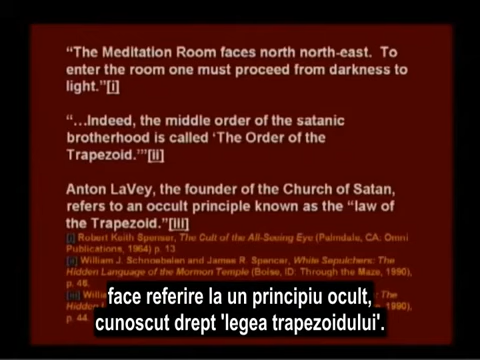 “The Meditation Room faces north north-east.  To
enter the room one must proceed from darkness to
light.”[i]
“…Indeed, the middle order of the satanic
brotherhood is called ‘The Order of the
Trapezoid.’”[ii]
Anton LaVey, the founder of the Church of Satan,
refers to an occult principle known as the “law of
the Trapezoid.”[iii]
[i] Robert Keith Spenser, The Cult of the All-Seeing Eye (Palmdale, CA: Omni
Publications, 1964) p. 13
[ii] William J. Schnoebelen and James R. Spencer, White Sepulchers: The
Hidden Language of the Mormon Temple (Boise, ID: Through the Maze, 1990),
p. 46.
The
1990),
p. 44.
face referire la un principiu ocult,
cunoscut drept 'legea trapezoidului'.